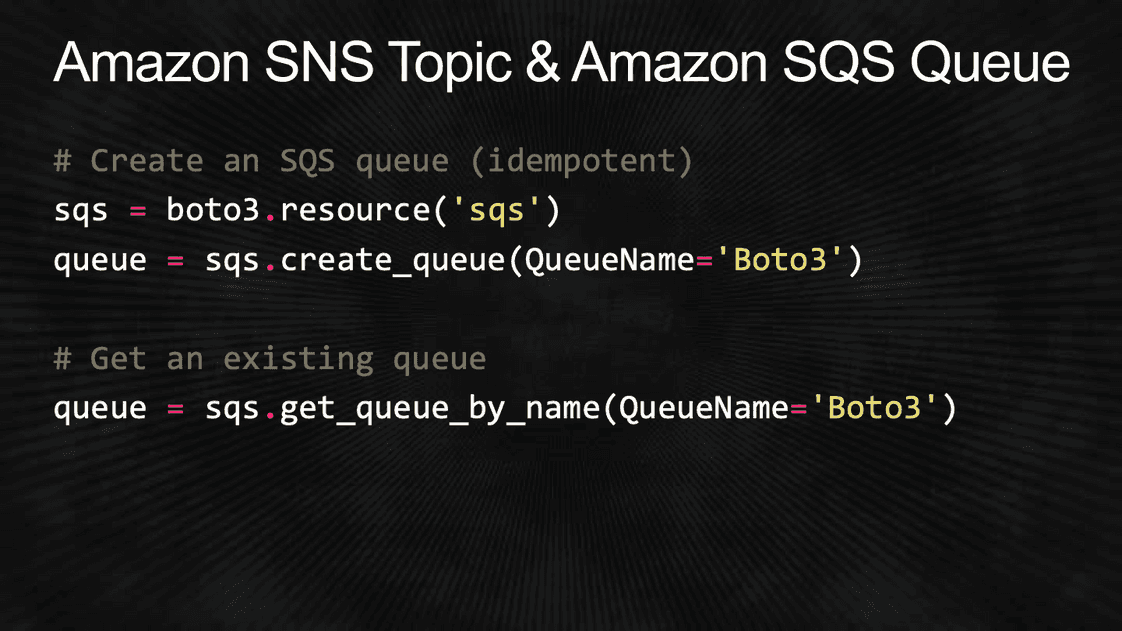 Amazon SNS Topic & Amazon SQS Queue
# Create an SQS queue (idempotent)
sqs = boto3.resource('sqs')
queue = sqs.create_queue(QueueName='Boto3')
# Get an existing queue
queue = sqs.get_queue_by_name(QueueName='Boto3')